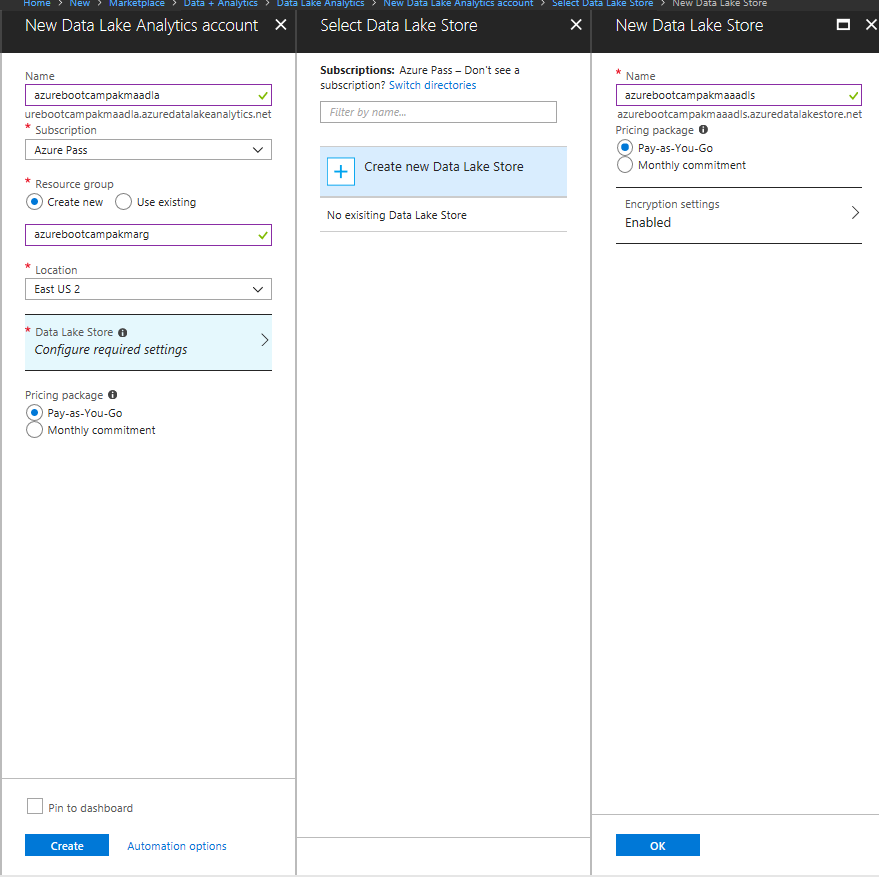 Home > New > Marketplace > Data + Analytics > Data Lake Analytics > New Data Lake Analytics account > Select Data Lake Store > New Data Lake Store
New Data Lake Analytics account
Name
azurebootcampakmaadla
urebootcampakmaadla.azuredatalakeanalytics.net
* Subscription
Azure Pass
* Resource group
Create new
Use existing
azurebootcampakmarg
* Location
East US 2
* Data Lake Store
Configure required settings
Pricing package
Pay-as-You-Go
Monthly commitment
Pin to dashboard
Create
Automation options
Select Data Lake Store
Subscriptions: Azure Pass – Don't see a
subscription? Switch directories
Filter by name...
Create new Data Lake Store
No exisiting Data Lake Store
New Data Lake Store
* Name
azurebootcampakmaaadls
azurebootcampakmaaadls.azuredatalakestore.net
Pricing package
Pay-as-You-Go
Monthly commitment
Encryption settings
Enabled
OK